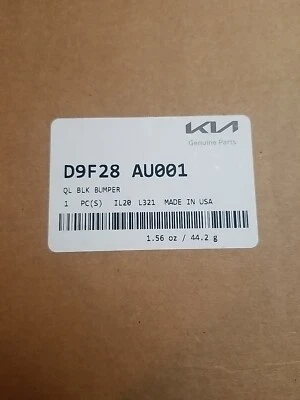 KIA
Genuine Parts
D9F28 AU001
QL BLK BUMPER
1 PC(S) IL20 L321 MADE IN USA
1.56 oz / 44.2 g